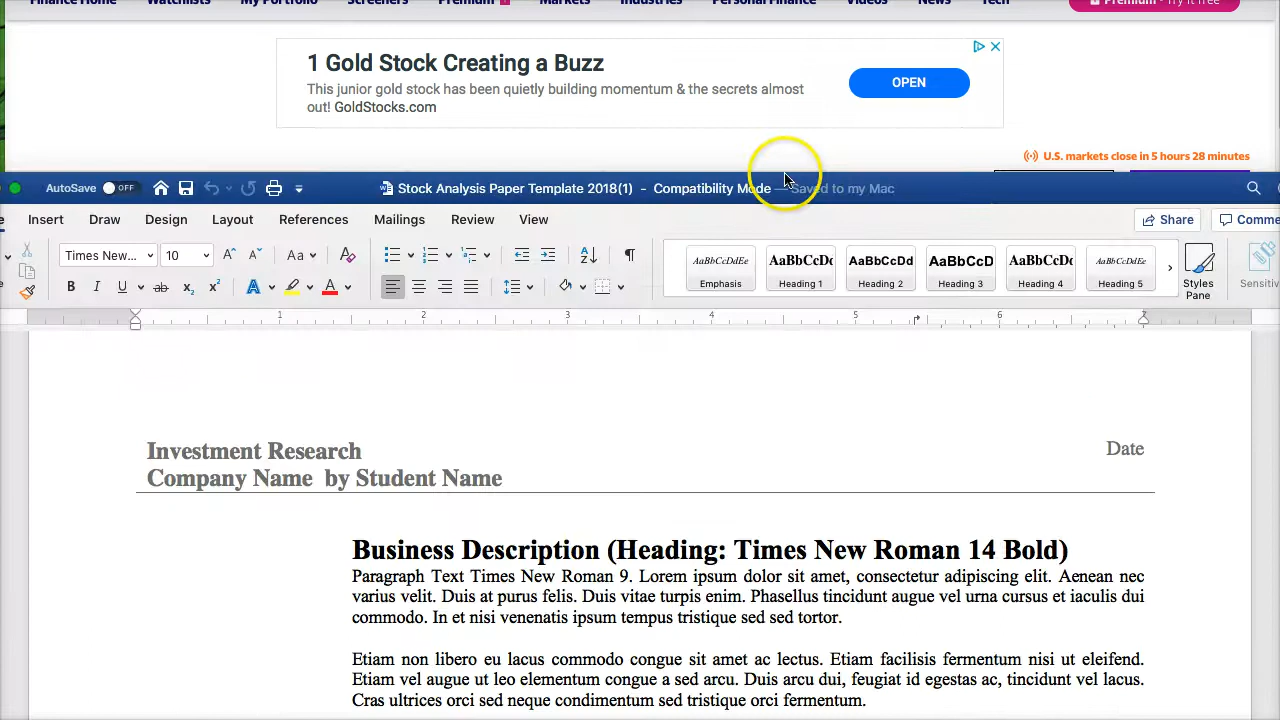 Finance Home Watchlists My Portfolio Screeners Premium Markets Industries Personal Finance Videos News Tech Premium - Try it free
1 Gold Stock Creating a Buzz
This junior gold stock has been quietly building momentum & the secrets almost
out! GoldStocks.com
OPEN
U.S. markets close in 5 hours 28 minutes
AutoSave OFF Stock Analysis Paper Template 2018(1) - Compatibility Mode — Saved to my Mac
Insert Draw Design Layout References Mailings Review View Share Comme
Times New... 10 Aa
AaBbCcDdEe AaBbCcDc AaBbCcDd AaBbCcD AaBbCcDc AaBbCcDdEe
Emphasis Heading 1 Heading 2 Heading 3 Heading 4 Heading 5
Styles
Pane
Sensitiv
B I U ab x2 x2 A A
1 2 3 4 5 6 7
Investment Research Date
Company Name by Student Name
Business Description (Heading: Times New Roman 14 Bold)
Paragraph Text Times New Roman 9. Lorem ipsum dolor sit amet, consectetur adipiscing elit. Aenean nec
varius velit. Duis at purus felis. Duis vitae turpis enim. Phasellus tincidunt augue vel urna cursus et iaculis dui
commodo. In et nisi venenatis ipsum tempus tristique sed sed tortor.
Etiam non libero eu lacus commodo congue sit amet ac lectus. Etiam facilisis fermentum nisi ut eleifend.
Etiam vel augue ut leo elementum congue a sed arcu. Duis arcu dui, feugiat id egestas ac, tincidunt vel lacus.
Cras ultrices orci sed neque condimentum sed tristique orci fermentum.